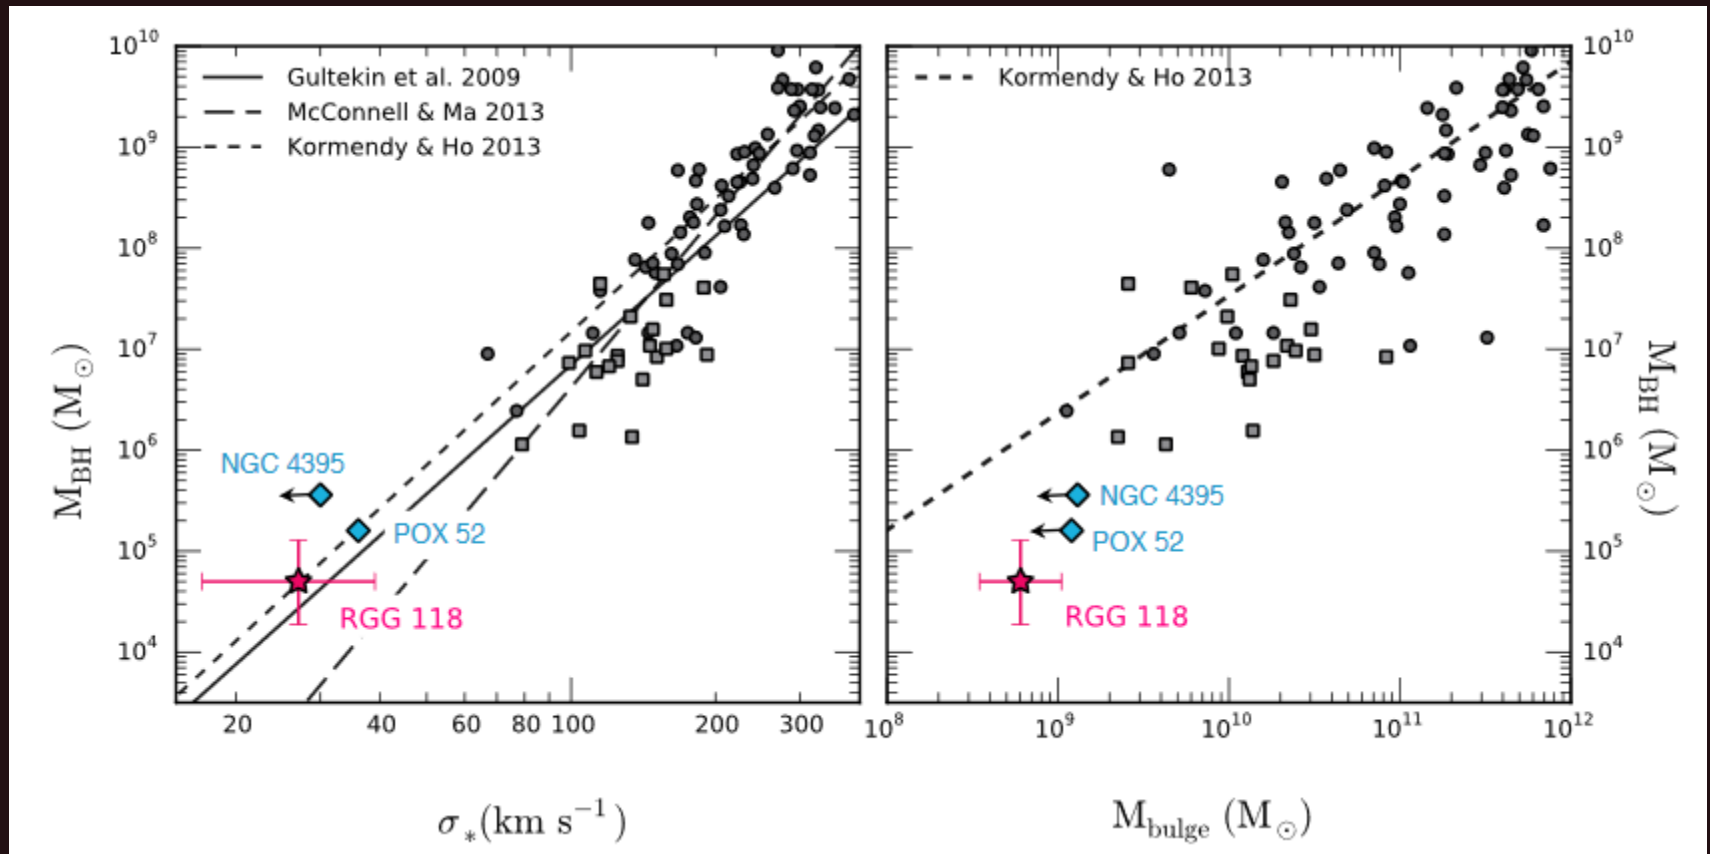 Gultekin et al. 2009
McConnell & Ma 2013
Kormendy & Ho 2013
NGC 4395
POX 52
RGG 118
10^10
10^9
10^8
10^7
10^6
10^5
10^4
M_BH (M_⊙)
20 40 60 80 100 200 300
σ_*(km s^−1)
Kormendy & Ho 2013
NGC 4395
POX 52
RGG 118
10^10
10^9
10^8
10^7
10^6
10^5
10^4
M_BH (M_⊙)
10^8 10^9 10^10 10^11 10^12
M_bulge (M_⊙)